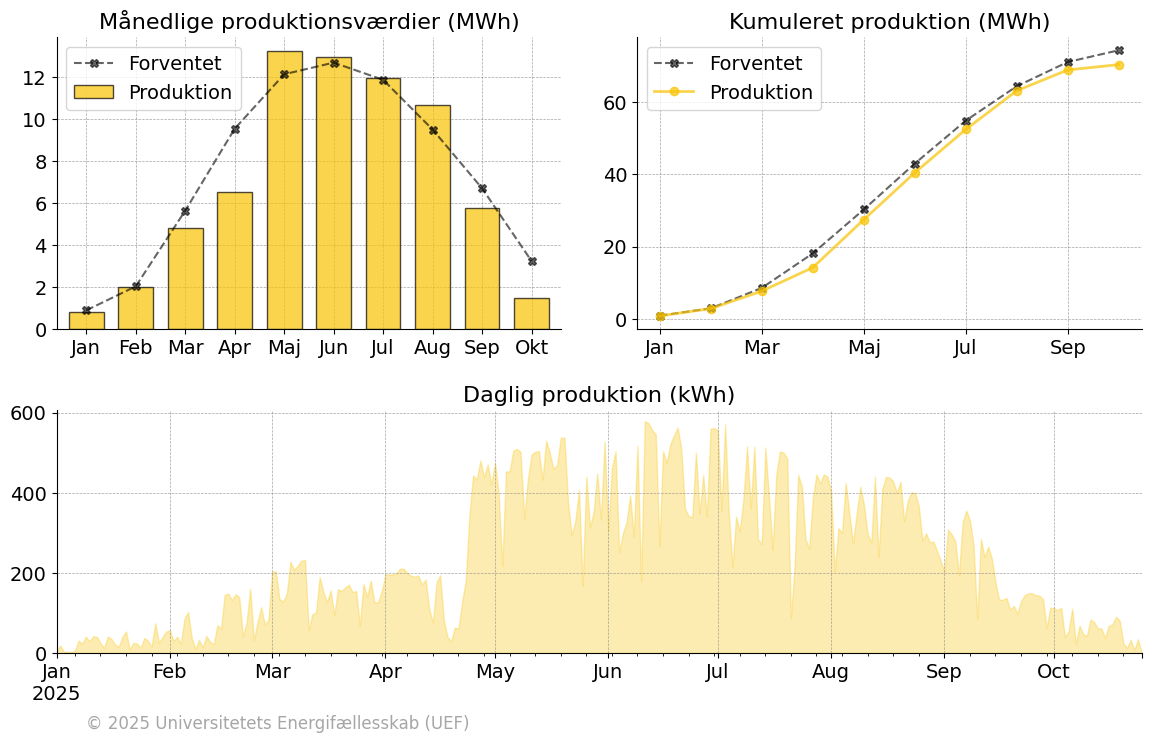 Månedlige produktionsværdier (MWh)
Forventet
Produktion
12
10
8
6
4
2
0
Jan Feb Mar Apr Maj Jun Jul Aug Sep Okt
Kumuleret produktion (MWh)
Forventet
Produktion
60
40
20
0
Jan Mar Maj Jul Sep
Daglig produktion (kWh)
600
400
200
0
Jan Feb Mar Apr May Jun Jul Aug Sep Oct
2025
© 2025 Universitetets Energifællesskab (UEF)